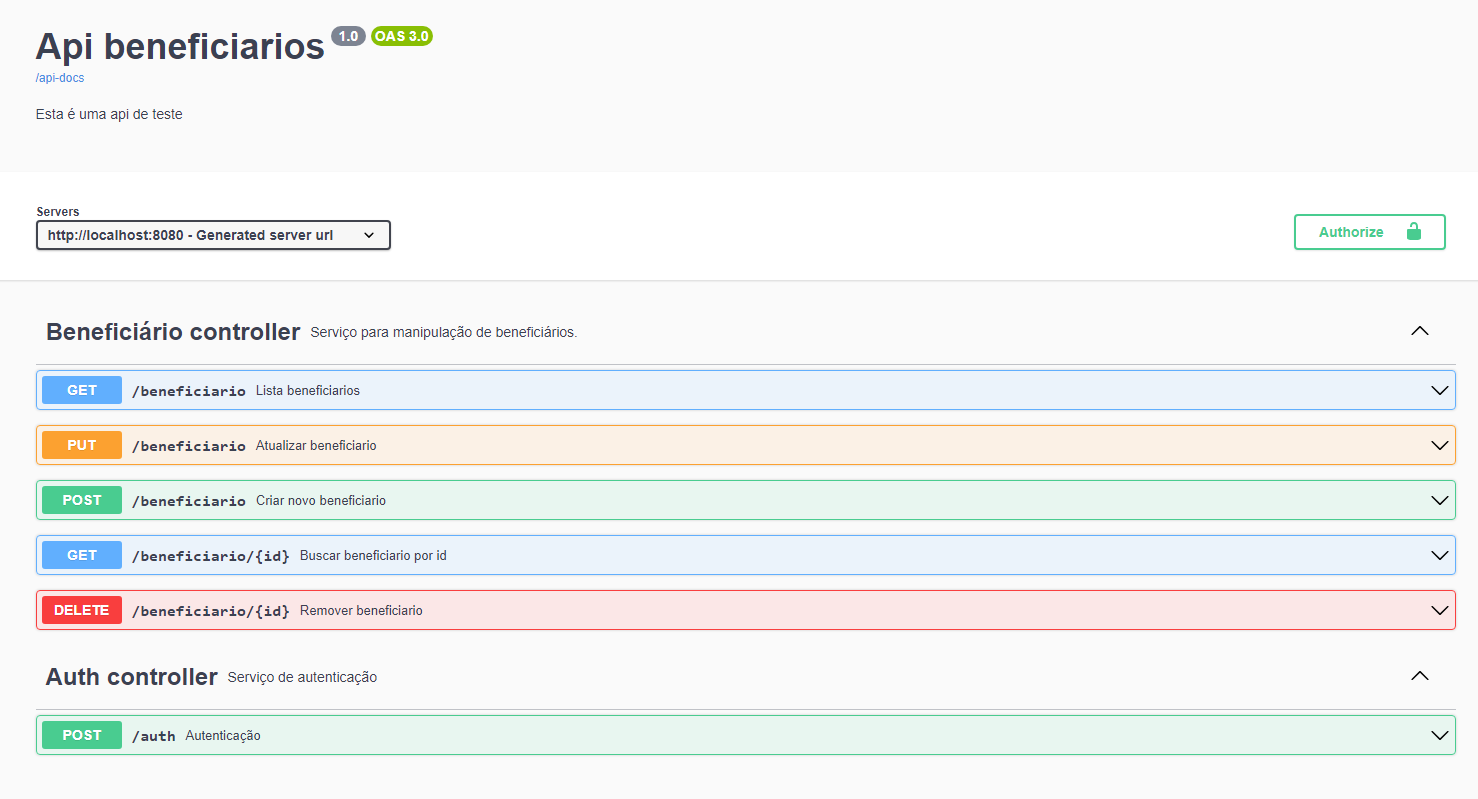 Api beneficiarios 1.0 OAS 3.0
/api-docs
Esta é uma api de teste
Servers
http://localhost:8080 - Generated server url
Authorize
Beneficiário controller Serviço para manipulação de beneficiários.
GET /beneficiario Lista beneficiarios
PUT /beneficiario Atualizar beneficiario
POST /beneficiario Criar novo beneficiario
GET /beneficiario/{id} Buscar beneficiario por id
DELETE /beneficiario/{id} Remover beneficiario
Auth controller Serviço de autenticação
POST /auth Autenticação